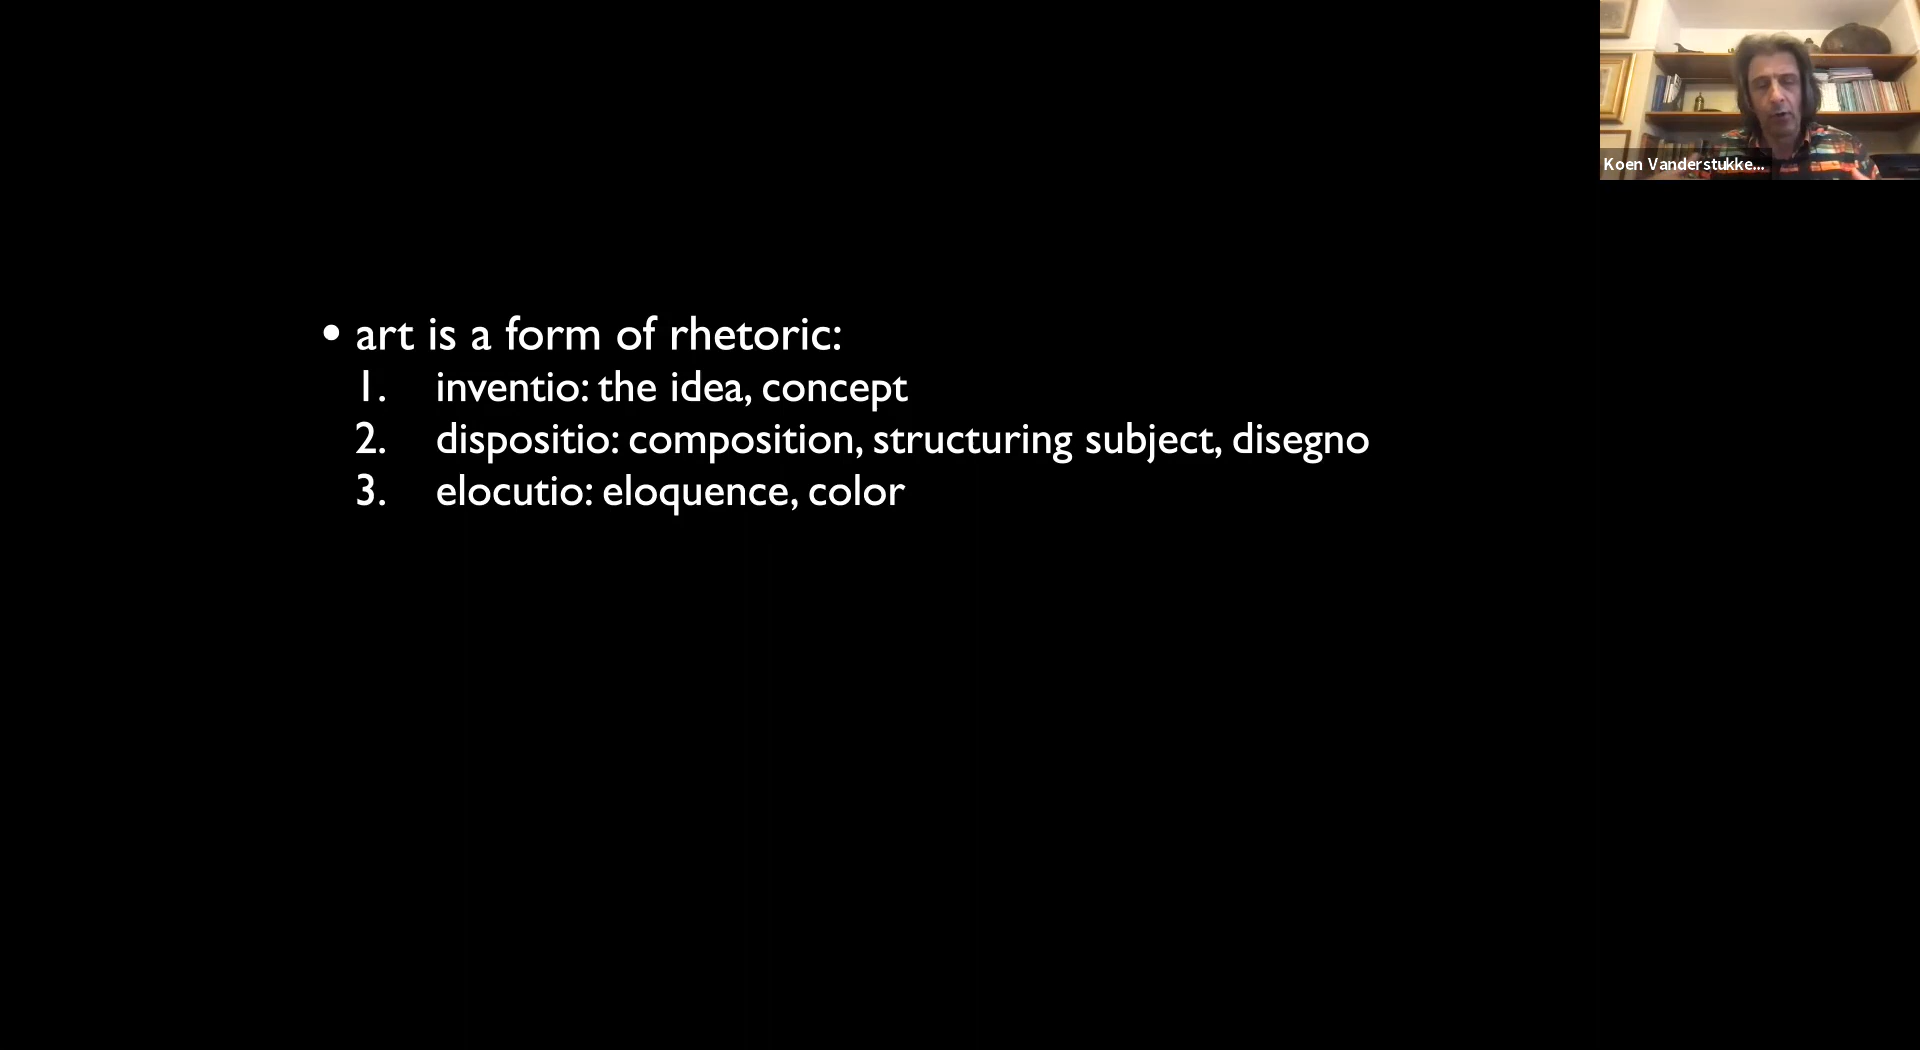 • art is a form of rhetoric:
1. inventio: the idea, concept
2. dispositio: composition, structuring subject, disegno
3. elocutio: eloquence, color
Koen Vanderstukke...